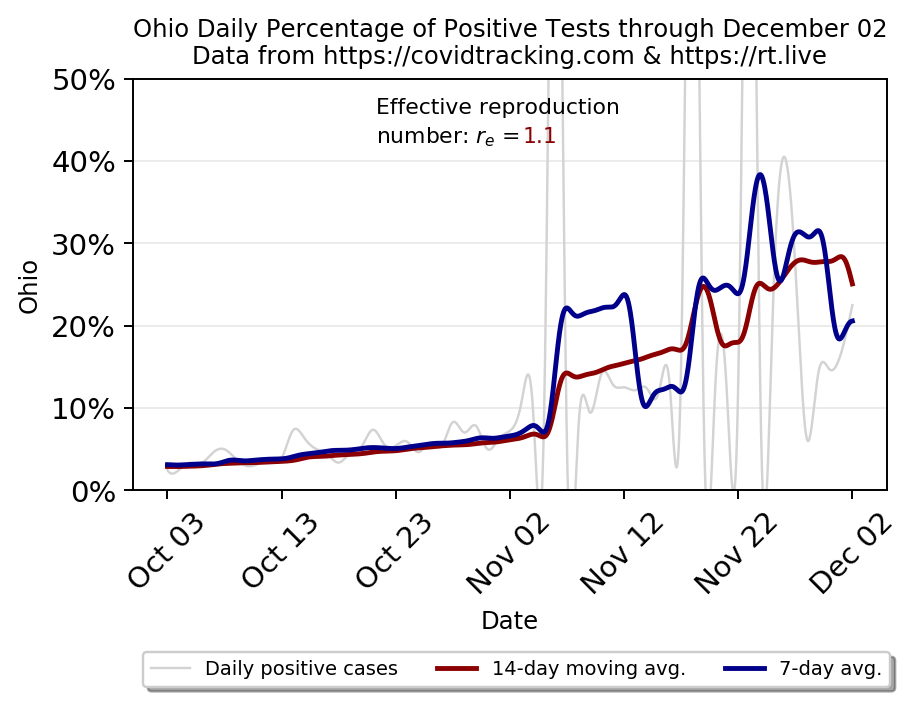 Ohio Daily Percentage of Positive Tests through December 02
Data from https://covidtracking.com & https://rt.live
50%
Effective reproduction
number: rₑ =1.1
40%
30%
Ohio
20%
10%
0%
Oct 03 Oct 13 Oct 23 Nov 02 Nov 12 Nov 22 Dec 02
Date
Daily positive cases 14-day moving avg. 7-day avg.